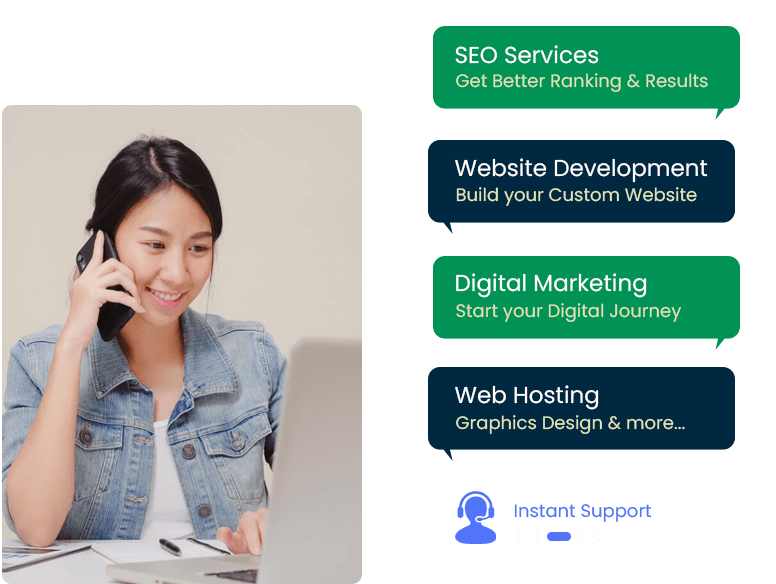 SEO Services
Get Better Ranking & Results
Website Development
Build your Custom Website
Digital Marketing
Start your Digital Journey
Web Hosting
Graphics Design & more...
Instant Support